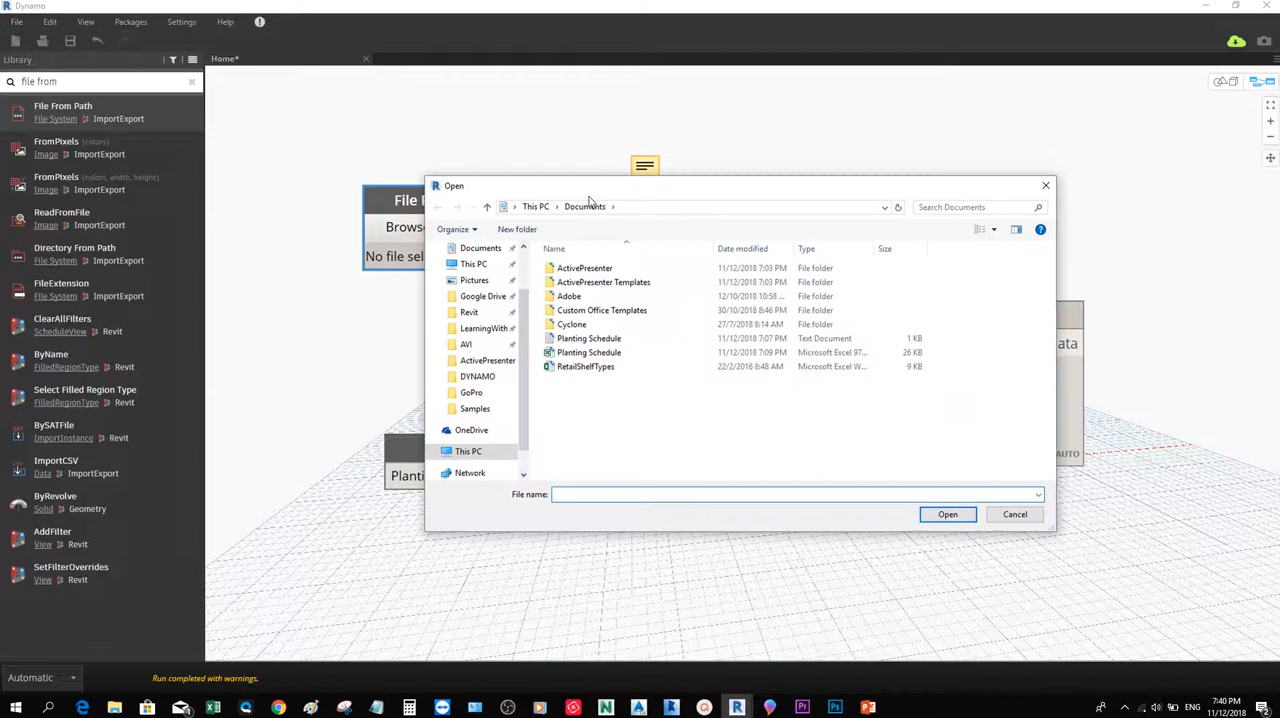 Dynamo
File Edit View Packages Settings Help
Library
Home*
file from
File From Path
File System ImportExport
FromPixels (colors)
Image ImportExport
FromPixels (colors, width, height)
Image ImportExport
ReadFromFile
Image ImportExport
Directory From Path
File System ImportExport
FileExtension
File System ImportExport
ClearAllFilters
ScheduleView Revit
ByName
FilledRegionType Revit
Select Filled Region Type
FilledRegionType Revit
BySATFile
ImportInstance Revit
ImportCSV
Data ImportExport
ByRevolve
Solid Geometry
AddFilter
View Revit
SetFilterOverrides
View Revit
File
Brows
No file sel
Planti
ata
AUTO
Open
This PC Documents
Search Documents
Organize New folder
Documents
This PC
Pictures
Google Drive
Revit
LearningWith
AVI
ActivePresenter
DYNAMO
GoPro
Samples
OneDrive
This PC
Network
Name Date modified Type Size
ActivePresenter 11/12/2018 7:03 PM File folder
ActivePresenter Templates 11/12/2018 7:03 PM File folder
Adobe 12/10/2018 10:58 ... File folder
Custom Office Templates 30/10/2018 8:46 PM File folder
Cyclone 27/7/2018 8:14 AM File folder
Planting Schedule 11/12/2018 7:07 PM Text Document 1 KB
Planting Schedule 11/12/2018 7:09 PM Microsoft Excel 97... 26 KB
RetailShelfTypes 22/2/2016 8:48 AM Microsoft Excel W... 9 KB
File name:
Open Cancel
Automatic
Run completed with warnings.
7:40 PM
11/12/2018